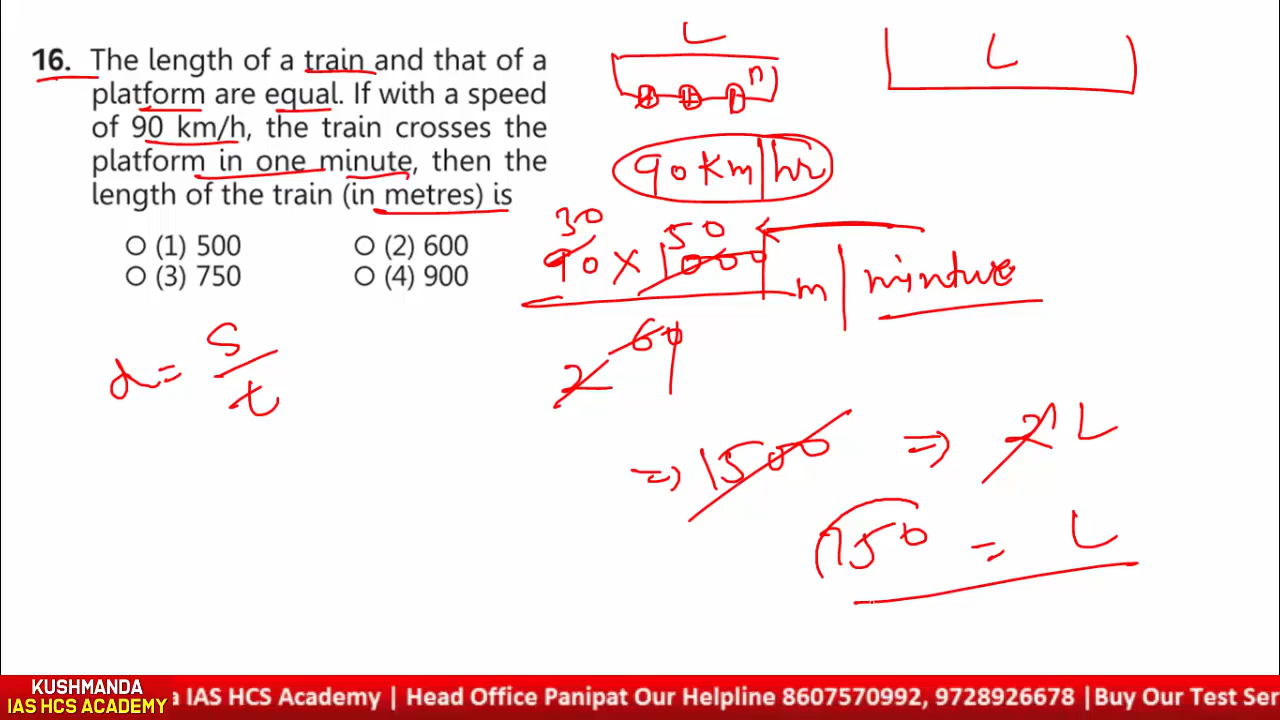 16. The length of a train and that of a
platform are equal. If with a speed
of 90 km/h, the train crosses the
platform in one minute, then the
length of the train (in metres) is
(1) 500 (2) 600
(3) 750 (4) 900
L
L
90 Km/hr
30 50
90 x 1000 m / mintue
60
2
d = S/t
=> 1500 => 2L
750 = L
KUSHMANDA
IAS HCS ACADEMY
a IAS HCS Academy | Head Office Panipat Our Helpline 8607570992, 9728926678 |Buy Our Test Ser